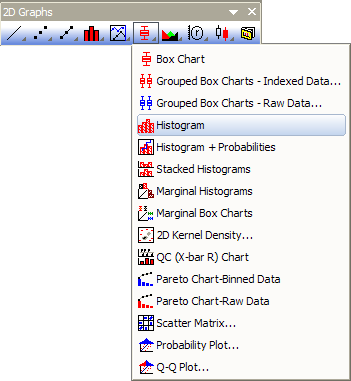 2D Graphs
Box Chart
Grouped Box Charts - Indexed Data...
Grouped Box Charts - Raw Data...
Histogram
Histogram + Probabilities
Stacked Histograms
Marginal Histograms
Marginal Box Charts
2D Kernel Density...
QC (X-bar R) Chart
Pareto Chart-Binned Data
Pareto Chart-Raw Data
Scatter Matrix...
Probability Plot...
Q-Q Plot...